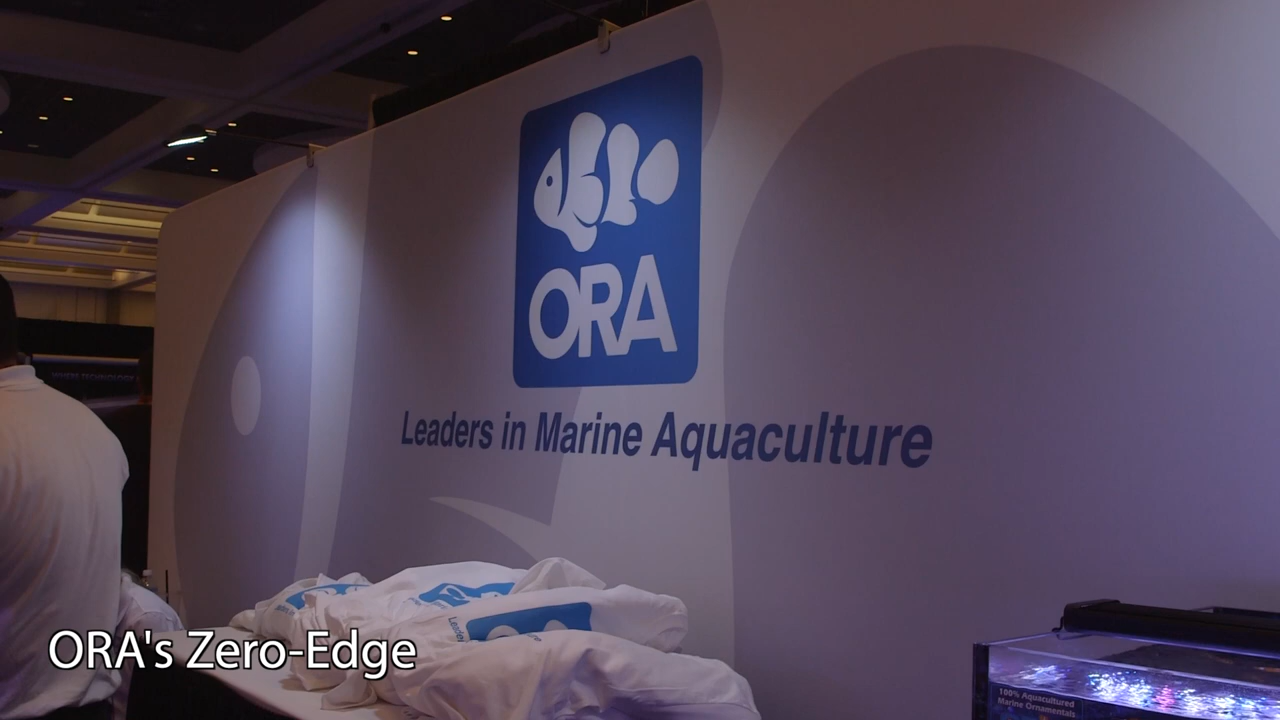 ORA
Leaders in Marine Aquaculture
ORA's Zero-Edge
100% Aquacultured
Marine Ornamentals